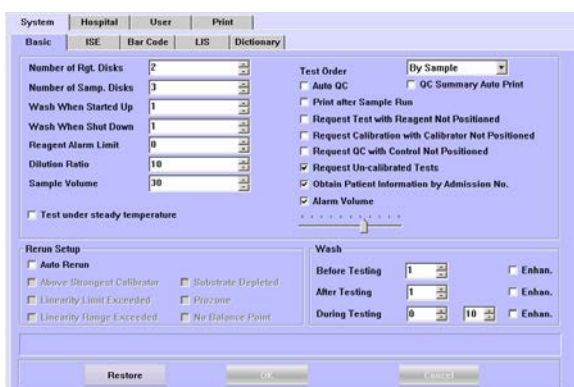 System Hospital User Print
Basic ISE Bar Code LIS Dictionary
Number of Rgt. Disks 2
Number of Samp. Disks 3
Wash When Started Up 1
Wash When Shut Down 1
Reagent Alarm Limit 0
Dilution Ratio 10
Sample Volume 30
Test under steady temperature
Test Order By Sample
Auto QC QC Summary Auto Print
Print after Sample Run
Request Test with Reagent Not Positioned
Request Calibration with Calibrator Not Positioned
Request QC with Control Not Positioned
Request Un-calibrated Tests
Obtain Patient Information by Admission No.
Alarm Volume
Rerun Setup
Auto Rerun
Above Strongest Calibrator Substrate Depleted
Linearity Limit Exceeded Prozone
Linearity Range Exceeded No Balance Point
Wash
Before Testing 1 Enhan.
After Testing 1 Enhan.
During Testing 0 10 Enhan.
Restore OK Cancel